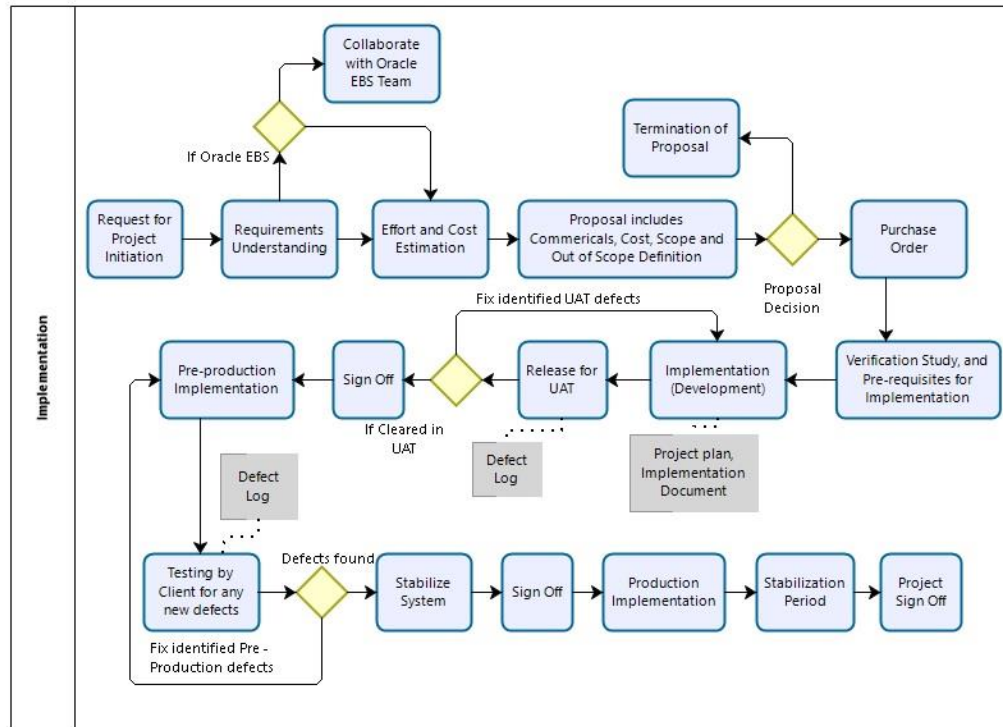 Implementation
Collaborate
with Oracle
EBS Team
If Oracle EBS
Termination of
Proposal
Request for
Project
Initiation
Requirements
Understanding
Effort and Cost
Estimation
Proposal includes
Commericals, Cost, Scope and
Out of Scope Definition
Proposal
Decision
Purchase
Order
Fix identified UAT defects
Verification Study, and
Pre-requisites for
Implementation
Implementation
(Development)
Project plan,
Implementation
Document
Release for
UAT
Defect
Log
If Cleared in
UAT
Sign Off
Pre-production
Implementation
Defect
Log
Testing by
Client for any
new defects
Defects found
Fix identified Pre -
Production defects
Stabilize
System
Sign Off
Production
Implementation
Stabilization
Period
Project
Sign Off